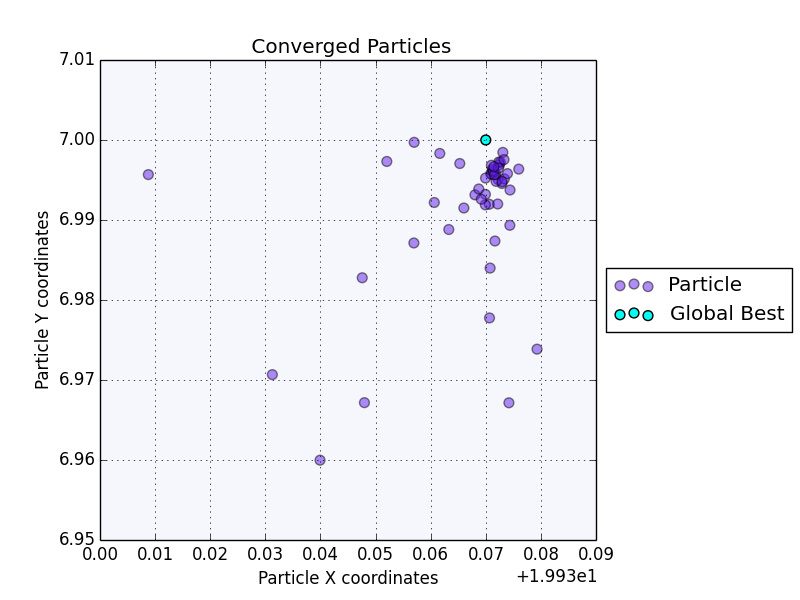 Converged Particles
7.01
7.00
6.99
6.98
6.97
6.96
6.95
Particle Y coordinates
0.00 0.01 0.02 0.03 0.04 0.05 0.06 0.07 0.08 0.09
Particle X coordinates
+1.993e1
Particle
Global Best